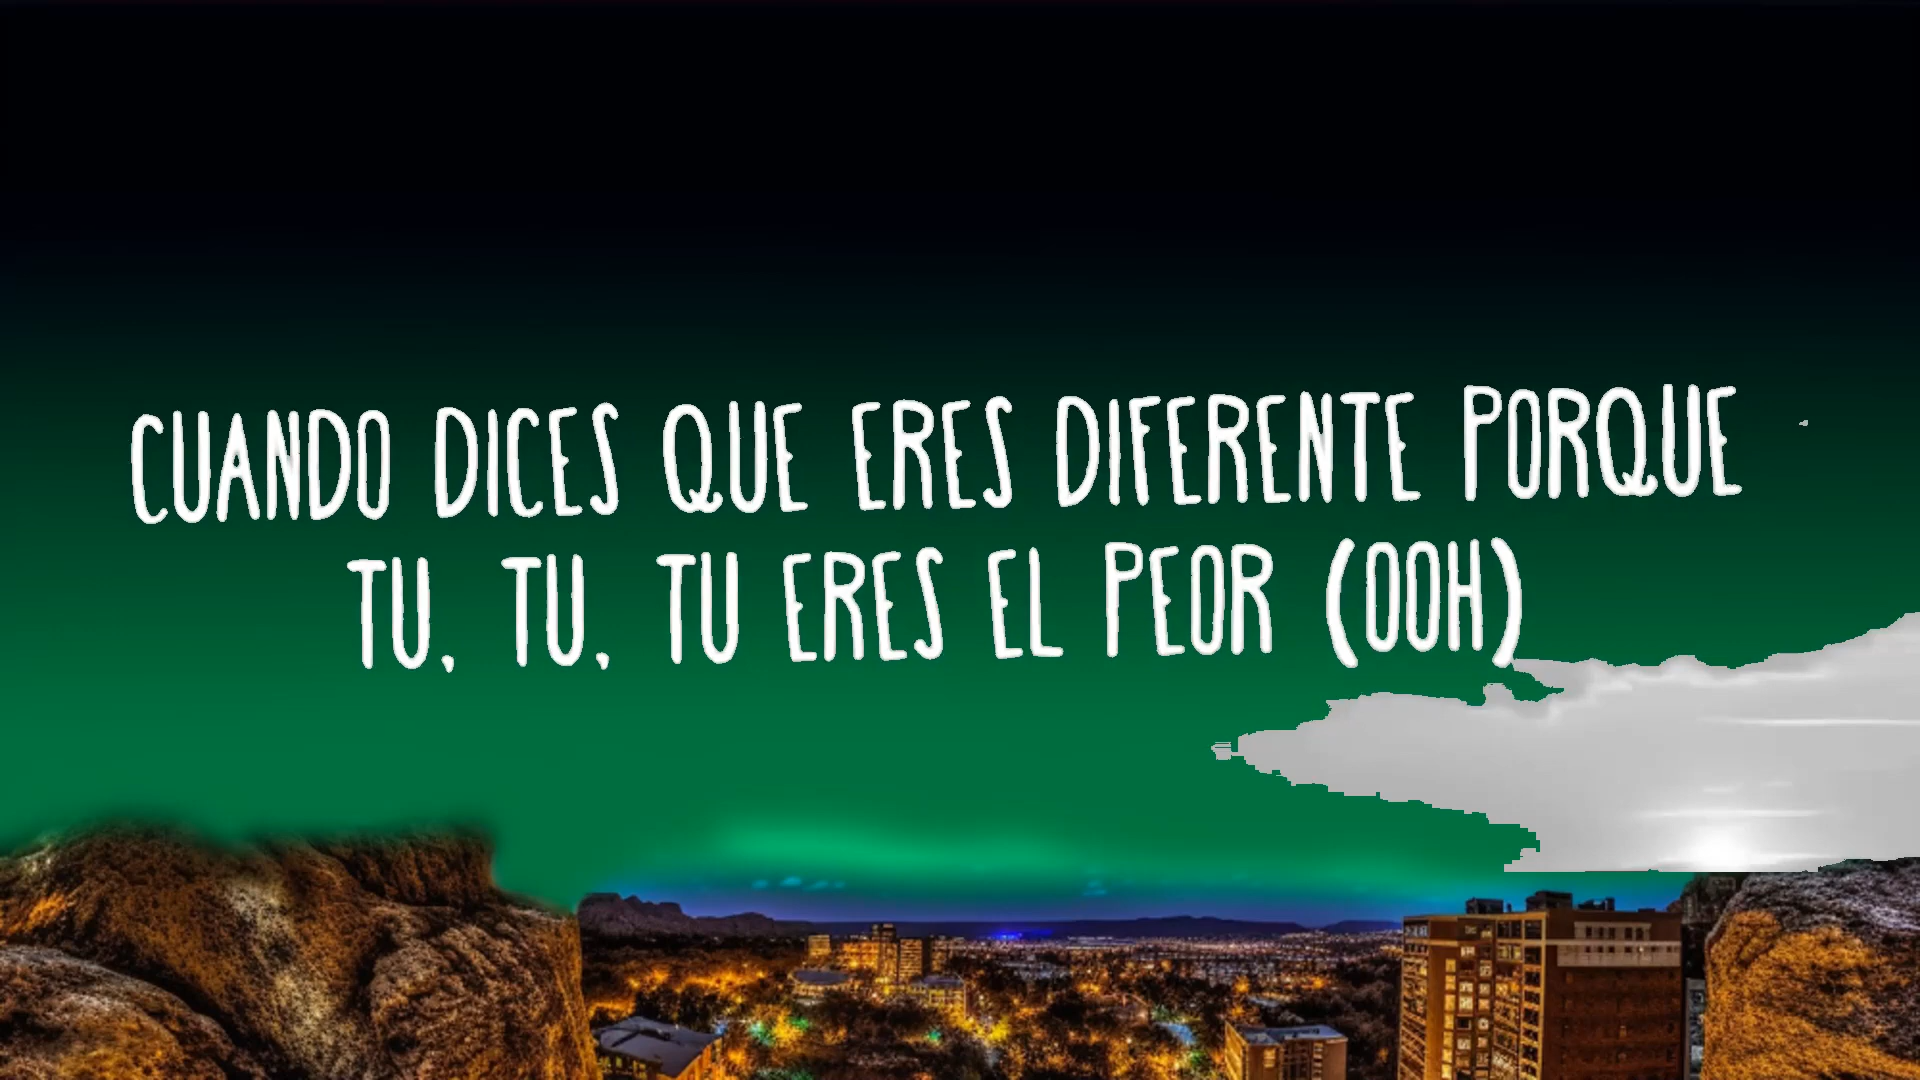 CUANDO DICES QUE ERES DIFERENTE PORQUE
TU, TU, TU ERES EL PEOR (OOH)